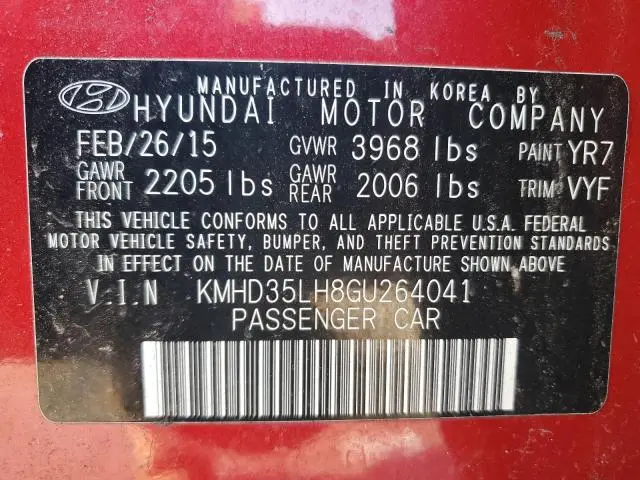 MANUFACTURED IN KOREA BY
HYUNDAI MOTOR COMPANY
FEB/26/15 GVWR 3968 lbs PAINT YR7
GAWR FRONT 2205 lbs GAWR REAR 2006 lbs TRIM VYF
THIS VEHICLE CONFORMS TO ALL APPLICABLE U.S.A. FEDERAL
MOTOR VEHICLE SAFETY, BUMPER, AND THEFT PREVENTION STANDARDS
IN EFFECT ON THE DATE OF MANUFACTURE SHOWN ABOVE.
V.I.N KMHD35LH8GU264041
PASSENGER CAR